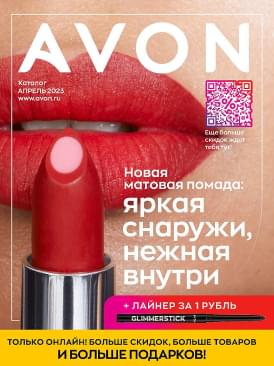 AVON
Каталог
АПРЕЛЬ 2023
www.avon.ru
Еще больше
скидок ждут
тебя тут!
Новая
матовая помада:
яркая
снаружи,
нежная
внутри
+ ЛАЙНЕР ЗА 1 РУБЛЬ
GLIMMERSTICK
ТОЛЬКО ОНЛАЙН! БОЛЬШЕ СКИДОК, БОЛЬШЕ ТОВАРОВ
И БОЛЬШЕ ПОДАРКОВ!